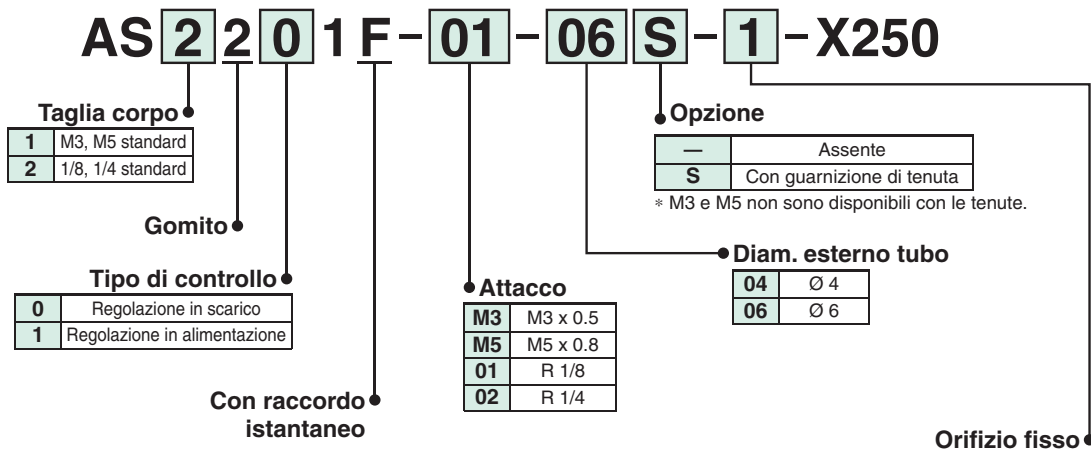 AS 2 2 0 1 F - 01 - 06 S - 1 - X250
Taglia corpo
1 M3, M5 standard
2 1/8, 1/4 standard
Gomito
Tipo di controllo
0 Regolazione in scarico
1 Regolazione in alimentazione
Con raccordo
istantaneo
Attacco
M3 M3 x 0.5
M5 M5 x 0.8
01 R 1/8
02 R 1/4
Opzione
— Assente
S Con guarnizione di tenuta
* M3 e M5 non sono disponibili con le tenute.
Diam. esterno tubo
04 Ø 4
06 Ø 6
Orifizio fisso